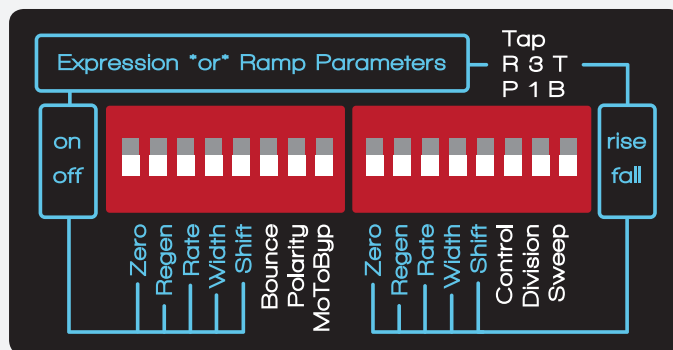 Tap
Expression "or" Ramp Parameters
R 3 T
P 1 B
on
off
rise
fall
Zero
Regen
Rate
Width
Shift
Bounce
Polarity
MoToByp
Zero
Regen
Rate
Width
Shift
Control
Division
Sweep